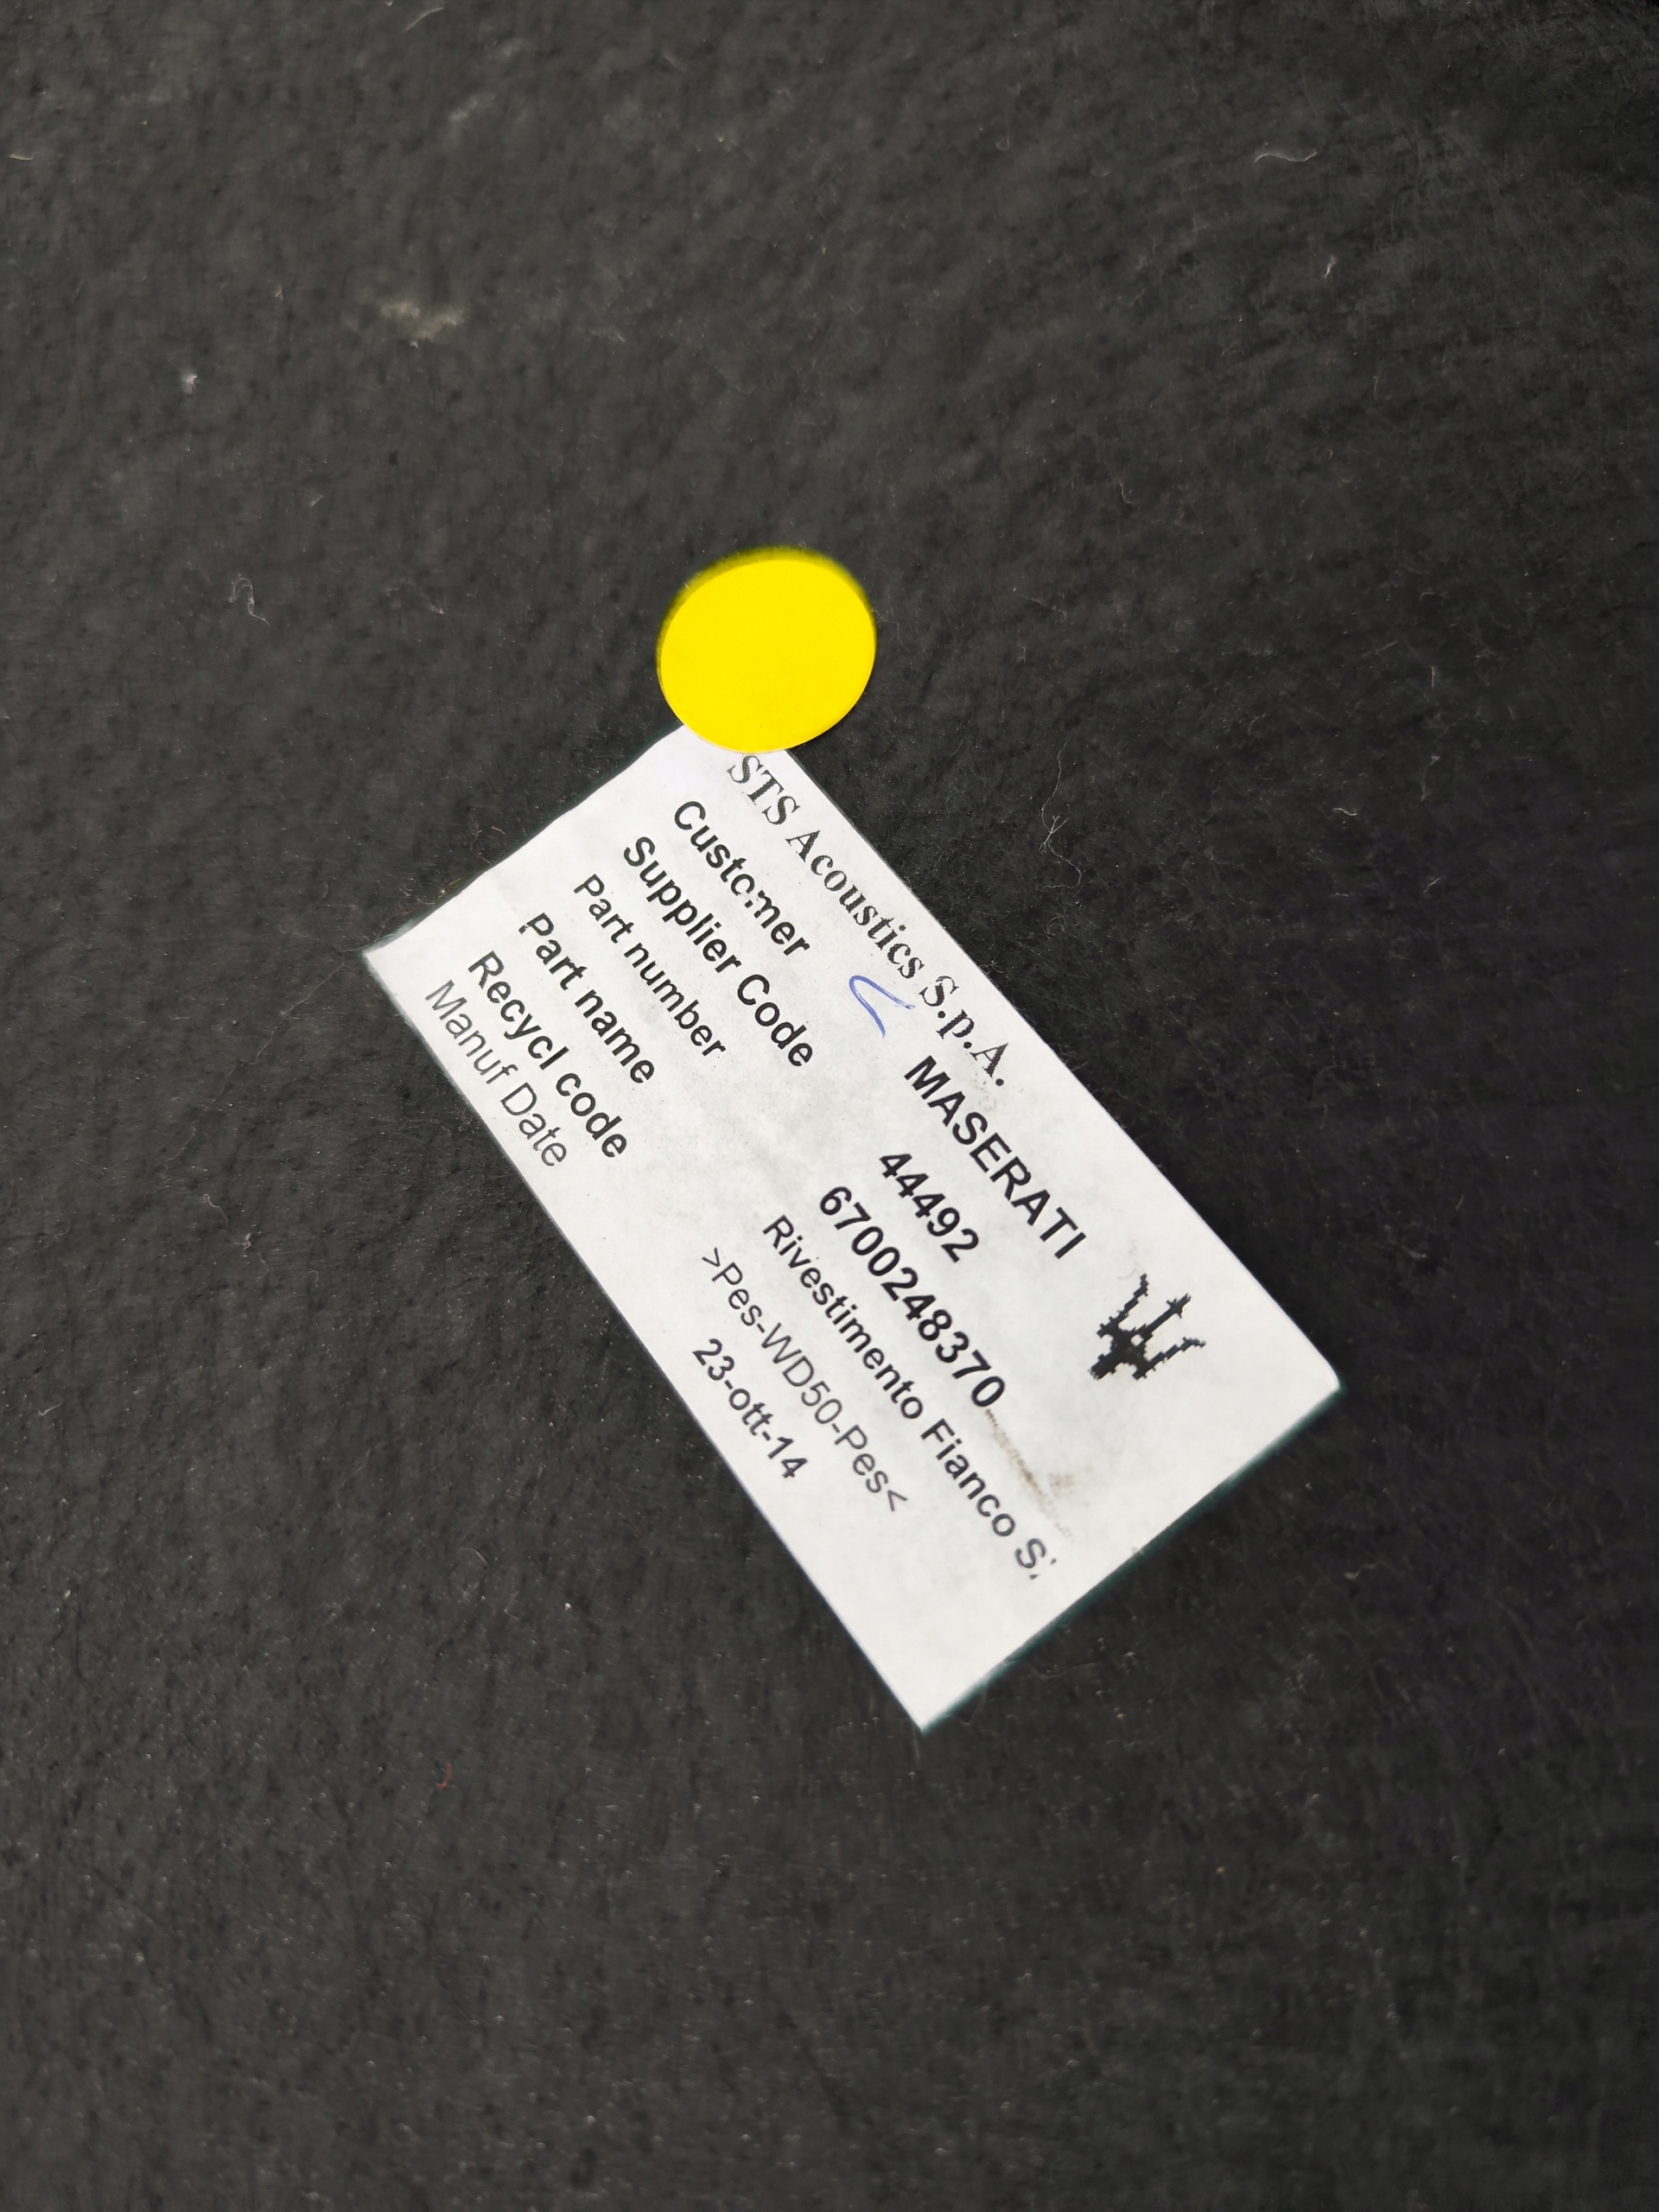 STS Acoustics S.p.A.
Customer MASERATI
Supplier Code 44492
Part number 6700248370
Part name Rivestimento Fianco
Recycl code >Pes-WD50-Pes<
Manuf Date 23-ott-14